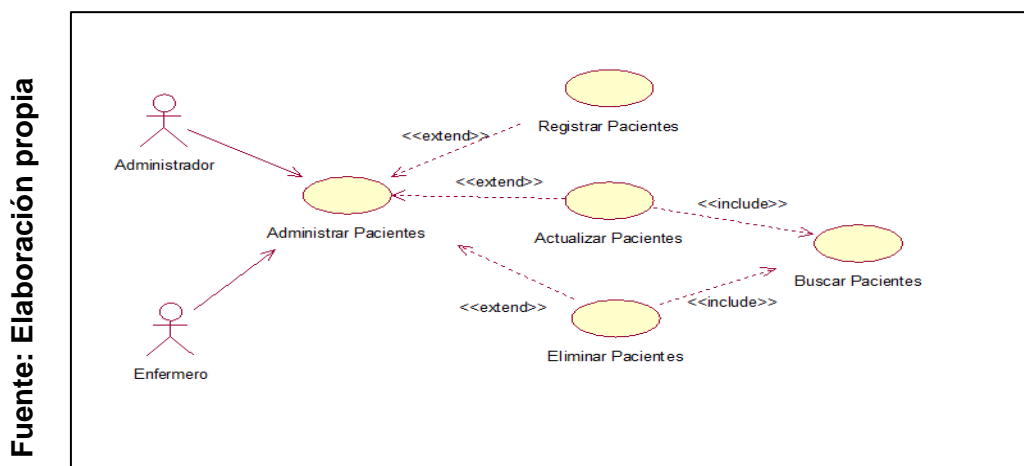 Fuente: Elaboración propia
Administrador
<<extend>>
Registrar Pacientes
<<extend>>
Administrar Pacientes
Actualizar Pacientes
<<include>>
Buscar Pacientes
<<extend>>
<<include>>
Eliminar Pacientes
Enfermero